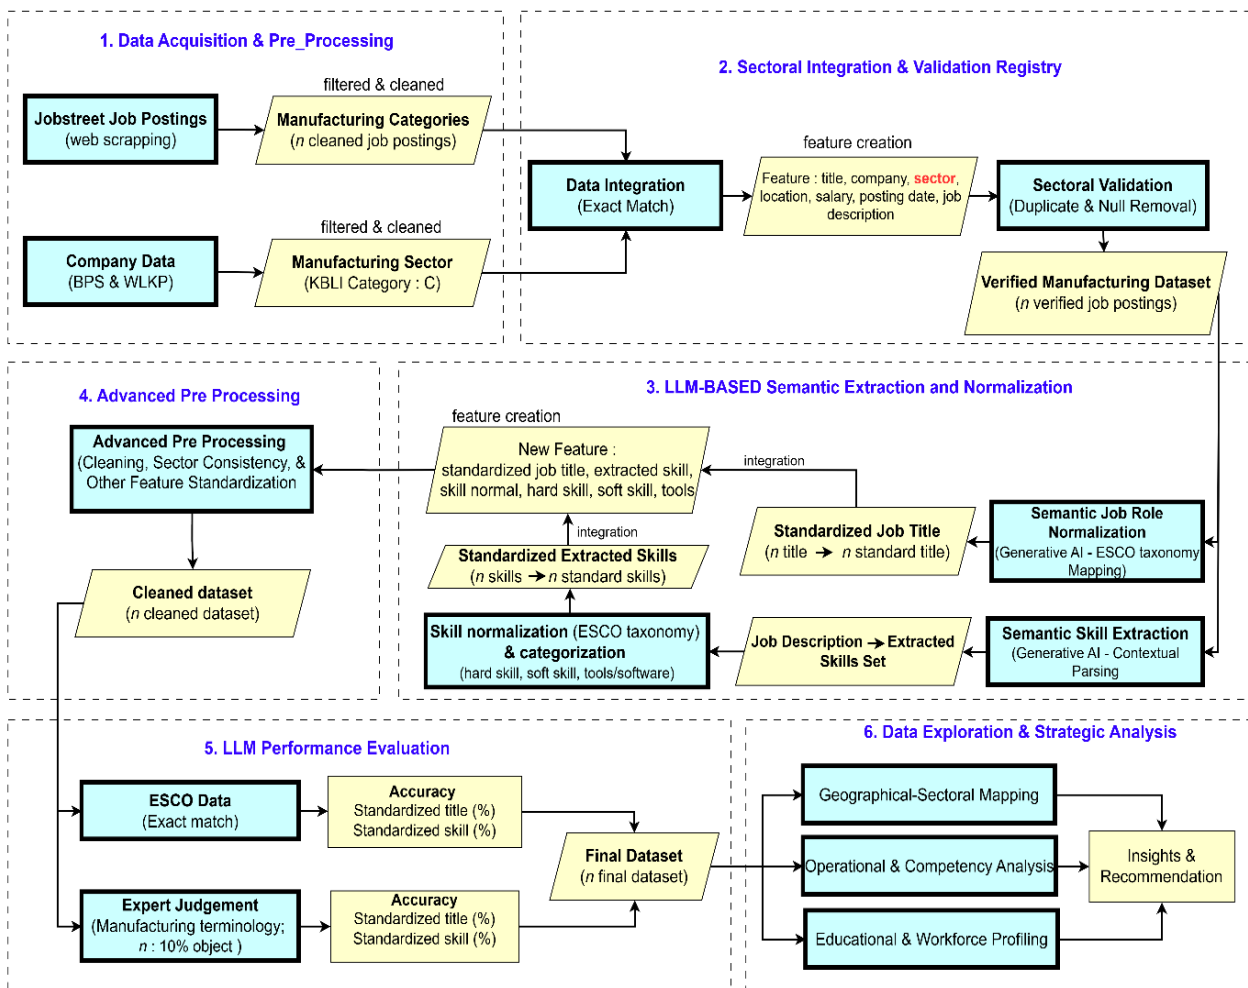 1. Data Acquisition & Pre_Processing
filtered & cleaned
Jobstreet Job Postings
(web scrapping)
Manufacturing Categories
(n cleaned job postings)
filtered & cleaned
Company Data
(BPS & WLKP)
Manufacturing Sector
(KBLI Category : C)
2. Sectoral Integration & Validation Registry
Data Integration
(Exact Match)
feature creation
Feature : title, company, sector,
location, salary, posting date, job
description
Sectoral Validation
(Duplicate & Null Removal)
Verified Manufacturing Dataset
(n verified job postings)
3. LLM-BASED Semantic Extraction and Normalization
Semantic Job Role
Normalization
(Generative AI - ESCO taxonomy
Mapping)
Standardized Job Title
(n title → n standard title)
integration
Semantic Skill Extraction
(Generative AI - Contextual
Parsing
Job Description → Extracted
Skills Set
Skill normalization (ESCO taxonomy)
& categorization
(hard skill, soft skill, tools/software)
Standardized Extracted Skills
(n skills → n standard skills)
integration
feature creation
New Feature :
standardized job title, extracted skill,
skill normal, hard skill, soft skill, tools
4. Advanced Pre Processing
Advanced Pre Processing
(Cleaning, Sector Consistency, &
Other Feature Standardization)
Cleaned dataset
(n cleaned dataset)
5. LLM Performance Evaluation
ESCO Data
(Exact match)
Accuracy
Standardized title (%)
Standardized skill (%)
Expert Judgement
(Manufacturing terminology;
n : 10% object )
Accuracy
Standardized title (%)
Standardized skill (%)
Final Dataset
(n final dataset)
6. Data Exploration & Strategic Analysis
Geographical-Sectoral Mapping
Operational & Competency Analysis
Educational & Workforce Profiling
Insights &
Recommendation